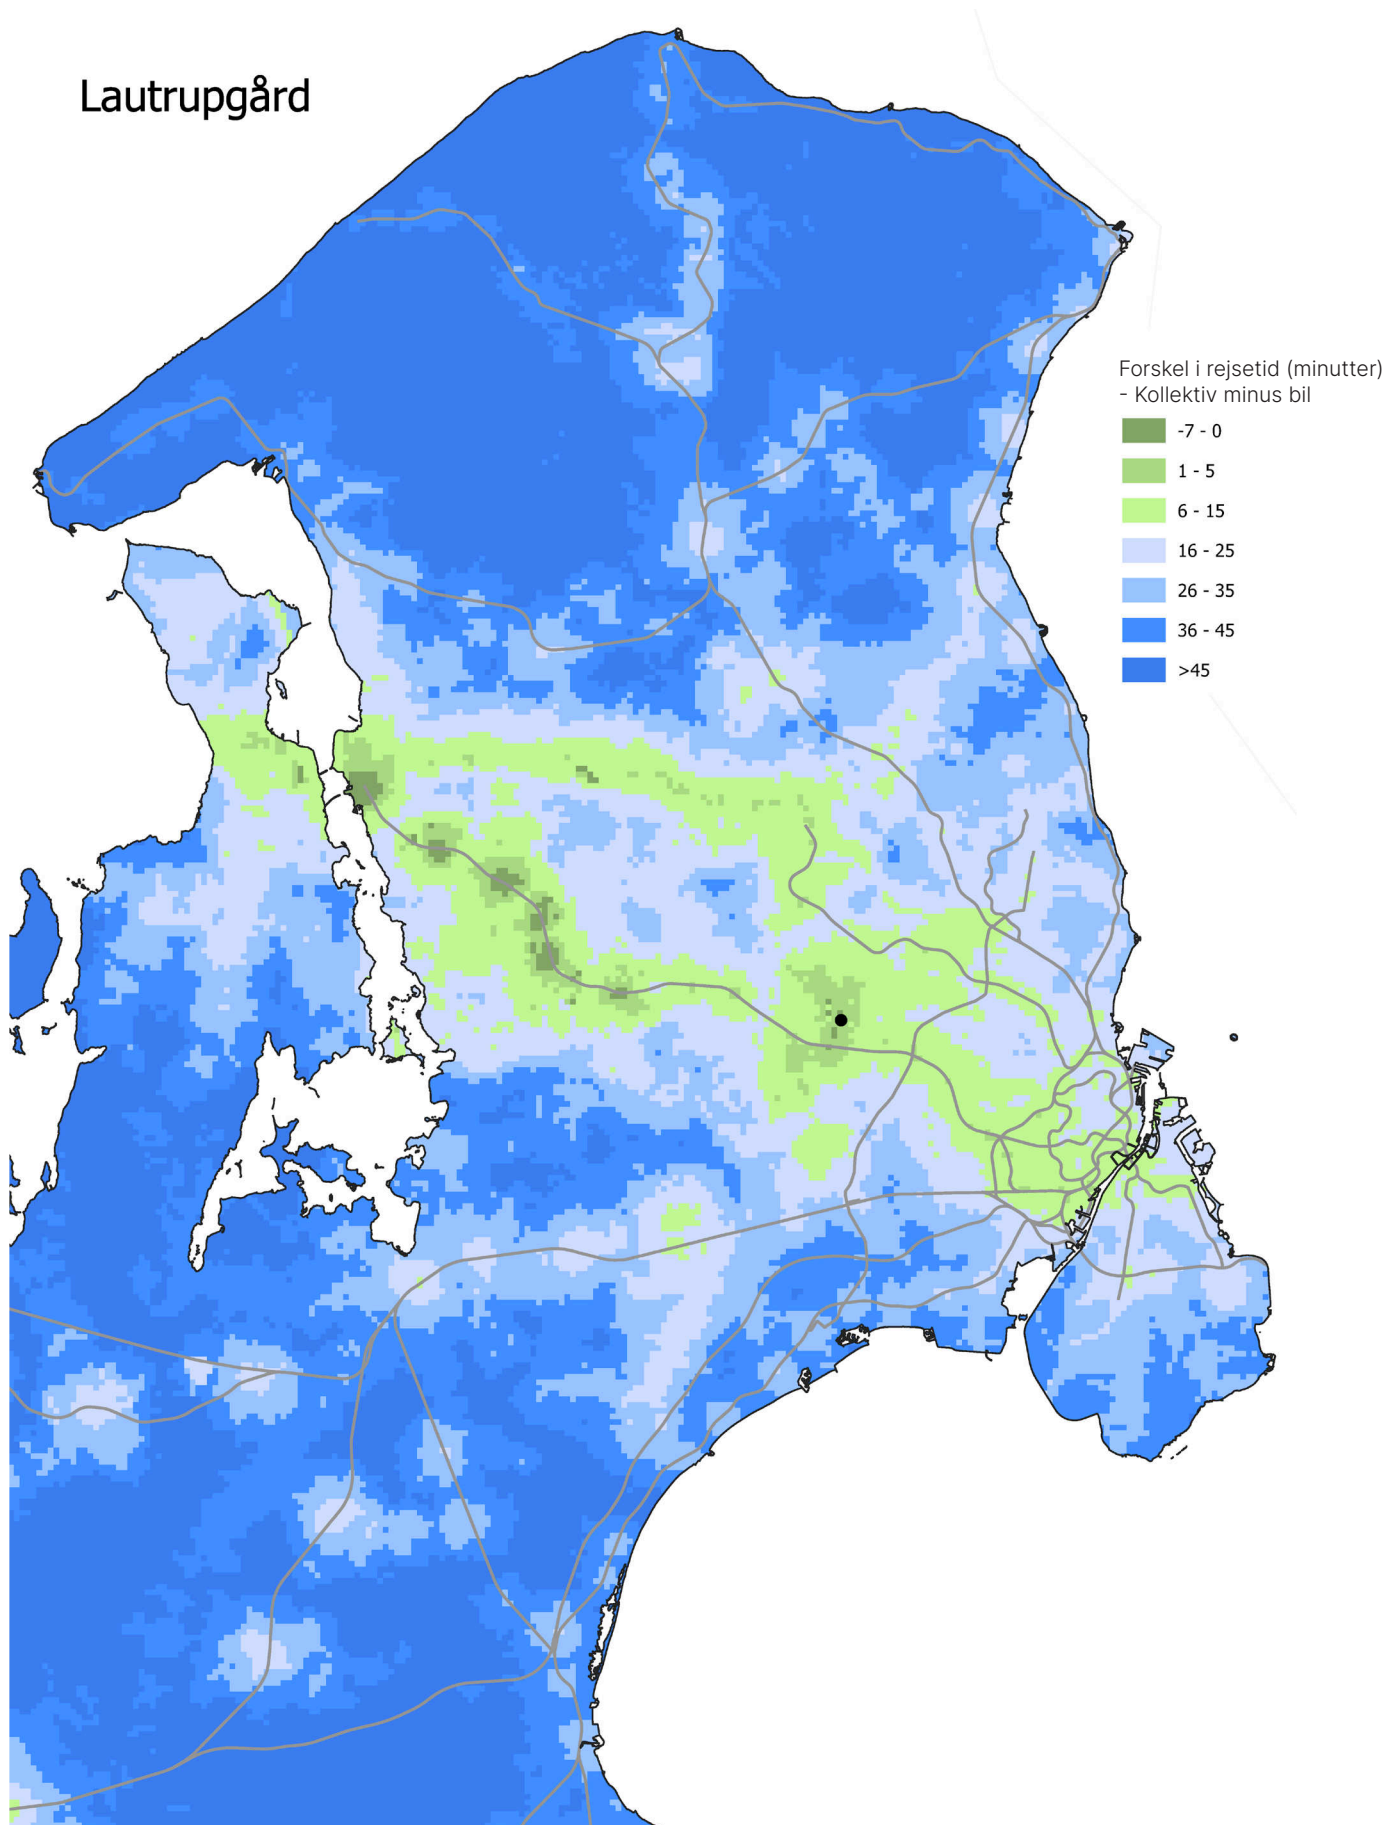 Lautrupgård
Forskel i rejsetid (minutter)
- Kollektiv minus bil
-7 - 0
1 - 5
6 - 15
16 - 25
26 - 35
36 - 45
>45